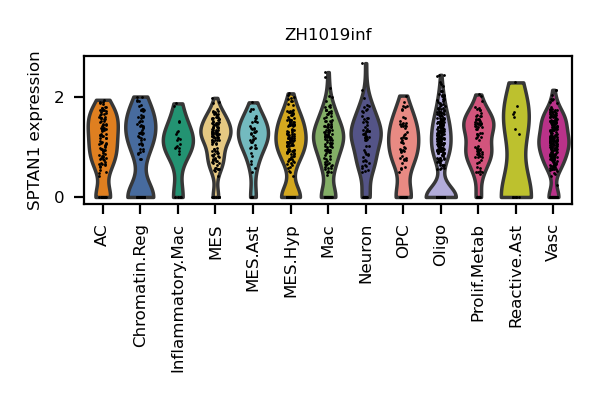 ZH1019inf
SPTAN1 expression
2
0
AC
Chromatin.Reg
Inflammatory.Mac
MES
MES.Ast
MES.Hyp
Mac
Neuron
OPC
Oligo
Prolif.Metab
Reactive.Ast
Vasc